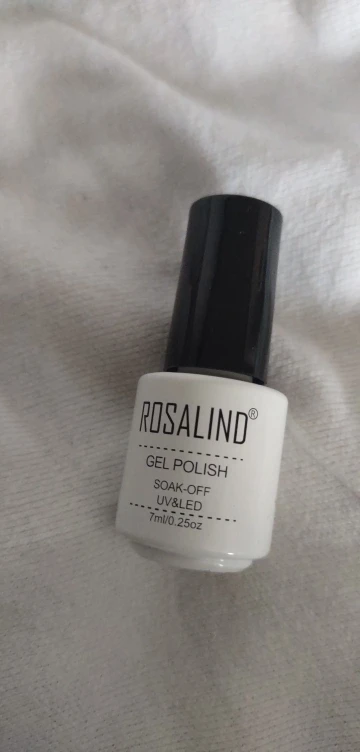 ROSALIND®
GEL POLISH
SOAK-OFF
UV&LED
7ml/0.25oz